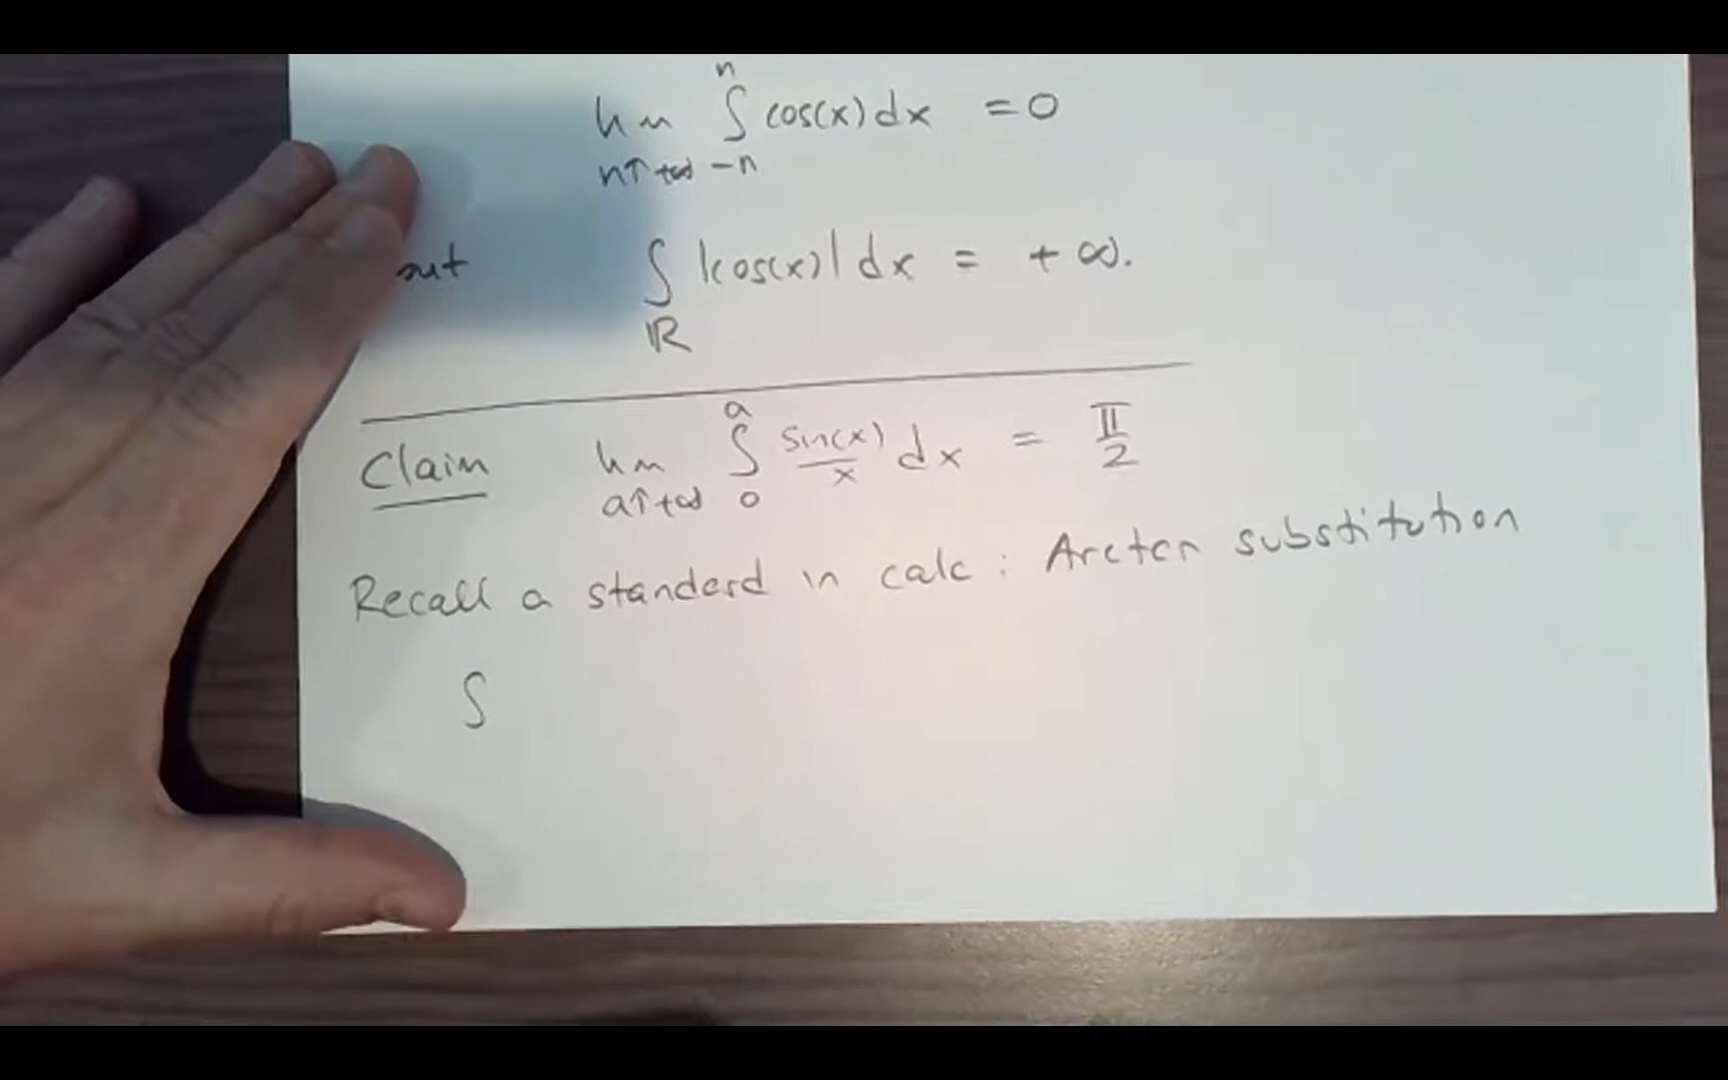 lim ∫_{-n}^{n} cos(x) dx = 0
n↑+∞
but ∫_ℝ |cos(x)| dx = +∞.
Claim lim ∫_0^a sin(x)/x dx = π/2
a↑+∞
Recall a standard in calc : Arctan substitution
∫